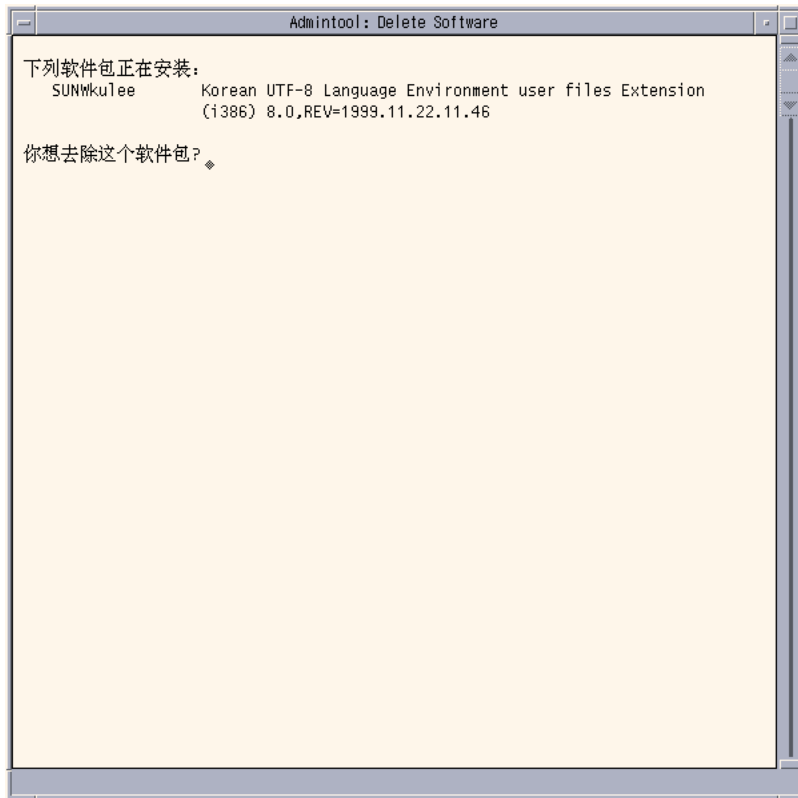 Admintool: Delete Software
下列软件包正在安装:
SUNWkulee Korean UTF-8 Language Environment user files Extension
(i386) 8.0,REV=1999.11.22.11.46
你想去除这个软件包?